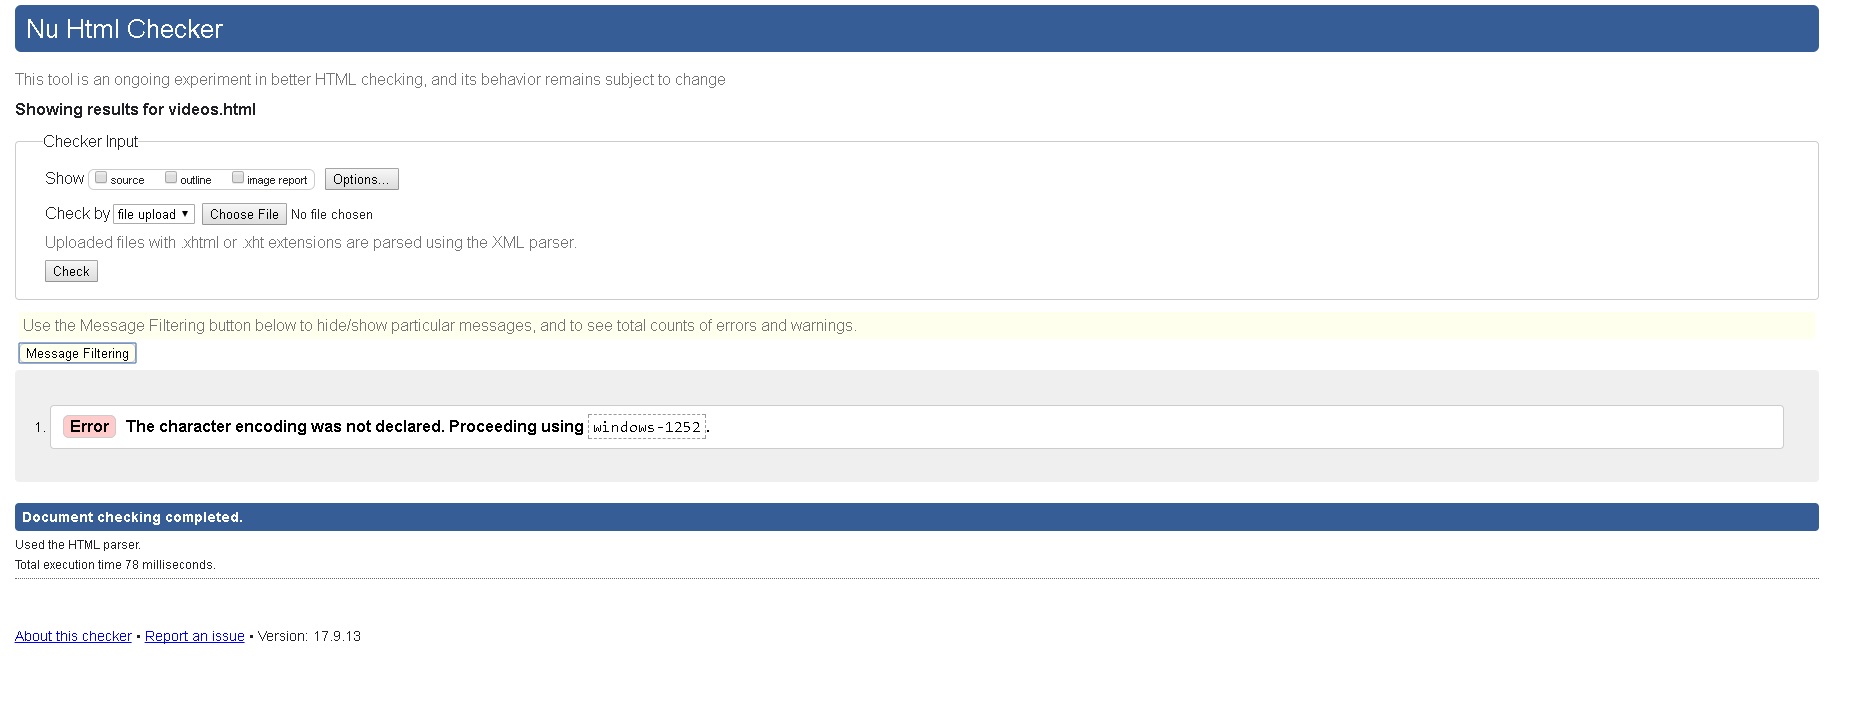 Nu Html Checker
This tool is an ongoing experiment in better HTML checking, and its behavior remains subject to change
Showing results for videos.html
Checker Input
Show source outline image report Options...
Check by file upload ▼ Choose File No file chosen
Uploaded files with .xhtml or .xht extensions are parsed using the XML parser.
Check
Use the Message Filtering button below to hide/show particular messages, and to see total counts of errors and warnings.
Message Filtering
1. Error The character encoding was not declared. Proceeding using windows-1252.
Document checking completed.
Used the HTML parser.
Total execution time 78 milliseconds.
About this checker • Report an issue • Version: 17.9.13